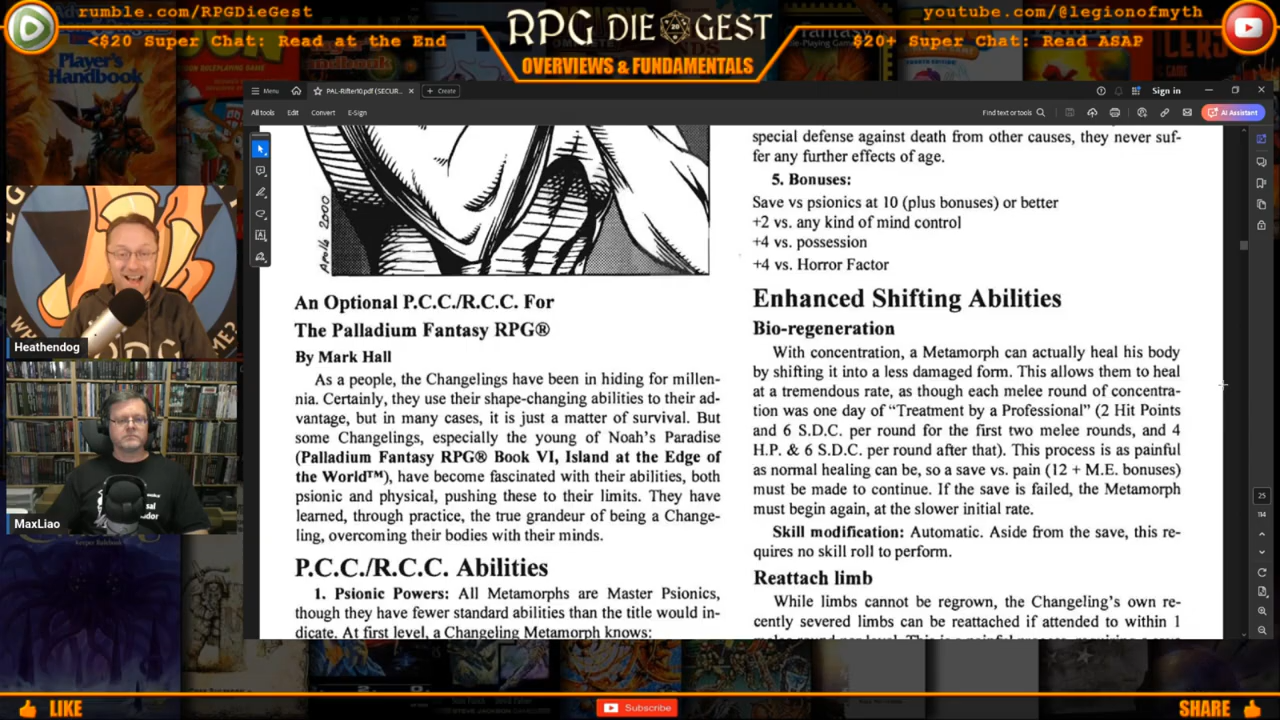 rumble.com/RPGDieGest
<$20 Super Chat: Read at the End
RPG DIE GEST
OVERVIEWS & FUNDAMENTALS
youtube.com/@legionofmyth
$20+ Super Chat: Read ASAP
Player's
Handbook
Menu
PAL-Rifter10.pdf (SECUR...
+ Create
Sign in
All tools
Edit
Convert
E-Sign
Find text or tools
AI Assistant
Heathendog
MaxLiao
Apollo 2000
An Optional P.C.C./R.C.C. For
The Palladium Fantasy RPG®
By Mark Hall
As a people, the Changelings have been in hiding for millen-
nia. Certainly, they use their shape-changing abilities to their ad-
vantage, but in many cases, it is just a matter of survival. But
some Changelings, especially the young of Noah's Paradise
(Palladium Fantasy RPG® Book VI, Island at the Edge of
the World™), have become fascinated with their abilities, both
psionic and physical, pushing these to their limits. They have
learned, through practice, the true grandeur of being a Change-
ling, overcoming their bodies with their minds.
P.C.C./R.C.C. Abilities
1. Psionic Powers: All Metamorphs are Master Psionics,
though they have fewer standard abilities than the title would in-
dicate. At first level, a Changeling Metamorph knows:
special defense against death from other causes, they never suf-
fer any further effects of age.
5. Bonuses:
Save vs psionics at 10 (plus bonuses) or better
+2 vs. any kind of mind control
+4 vs. possession
+4 vs. Horror Factor
Enhanced Shifting Abilities
Bio-regeneration
With concentration, a Metamorph can actually heal his body
by shifting it into a less damaged form. This allows them to heal
at a tremendous rate, as though each melee round of concentra-
tion was one day of "Treatment by a Professional" (2 Hit Points
and 6 S.D.C. per round for the first two melee rounds, and 4
H.P. & 6 S.D.C. per round after that). This process is as painful
as normal healing can be, so a save vs. pain (12 + M.E. bonuses)
must be made to continue. If the save is failed, the Metamorph
must begin again, at the slower initial rate.
Skill modification: Automatic. Aside from the save, this re-
quires no skill roll to perform.
Reattach limb
While limbs cannot be regrown, the Changeling's own re-
cently severed limbs can be reattached if attended to within 1
25
114
LIKE
Subscribe
SHARE